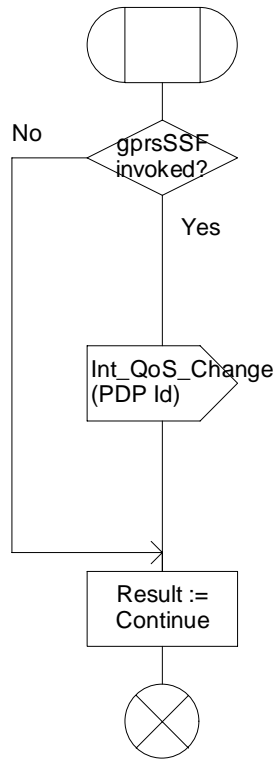 No
gprsSSF
invoked?
Yes
Int_QoS_Change
(PDP Id)
Result :=
Continue